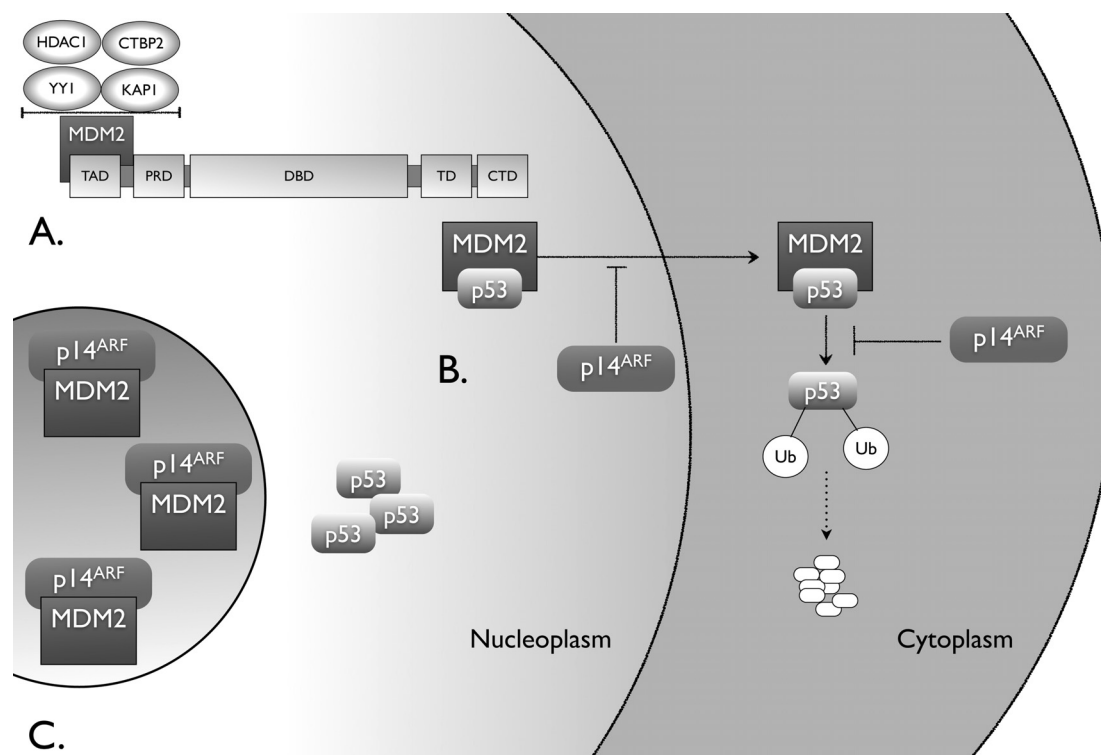 HDAC1 CTBP2
YY1 KAP1
MDM2
TAD PRD DBD TD CTD
A.
MDM2
p53
MDM2
p53
p14ARF
B.
p14ARF
p53
Ub Ub
p14ARF
MDM2
p14ARF
MDM2
p14ARF
MDM2
p53
p53
p53
Nucleoplasm
Cytoplasm
C.